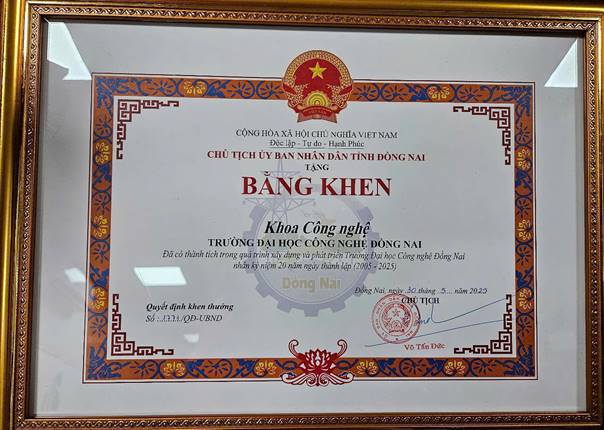 CỘNG HÒA XÃ HỘI CHỦ NGHĨA VIỆT NAM
Độc lập - Tự do - Hạnh Phúc
CHỦ TỊCH ỦY BAN NHÂN DÂN TỈNH ĐỒNG NAI
TẶNG
BẰNG KHEN
Khoa Công nghệ
TRƯỜNG ĐẠI HỌC CÔNG NGHỆ ĐỒNG NAI
Đã có thành tích trong quá trình xây dựng và phát triển Trường Đại học Công nghệ Đồng Nai
nhân kỷ niệm 20 năm ngày thành lập (2005 - 2025)
Đồng Nai
Đồng Nai, ngày 30 tháng 5 năm 2025
CHỦ TỊCH
Quyết định khen thưởng
Số: /QĐ-UBND
Võ Tấn Đức